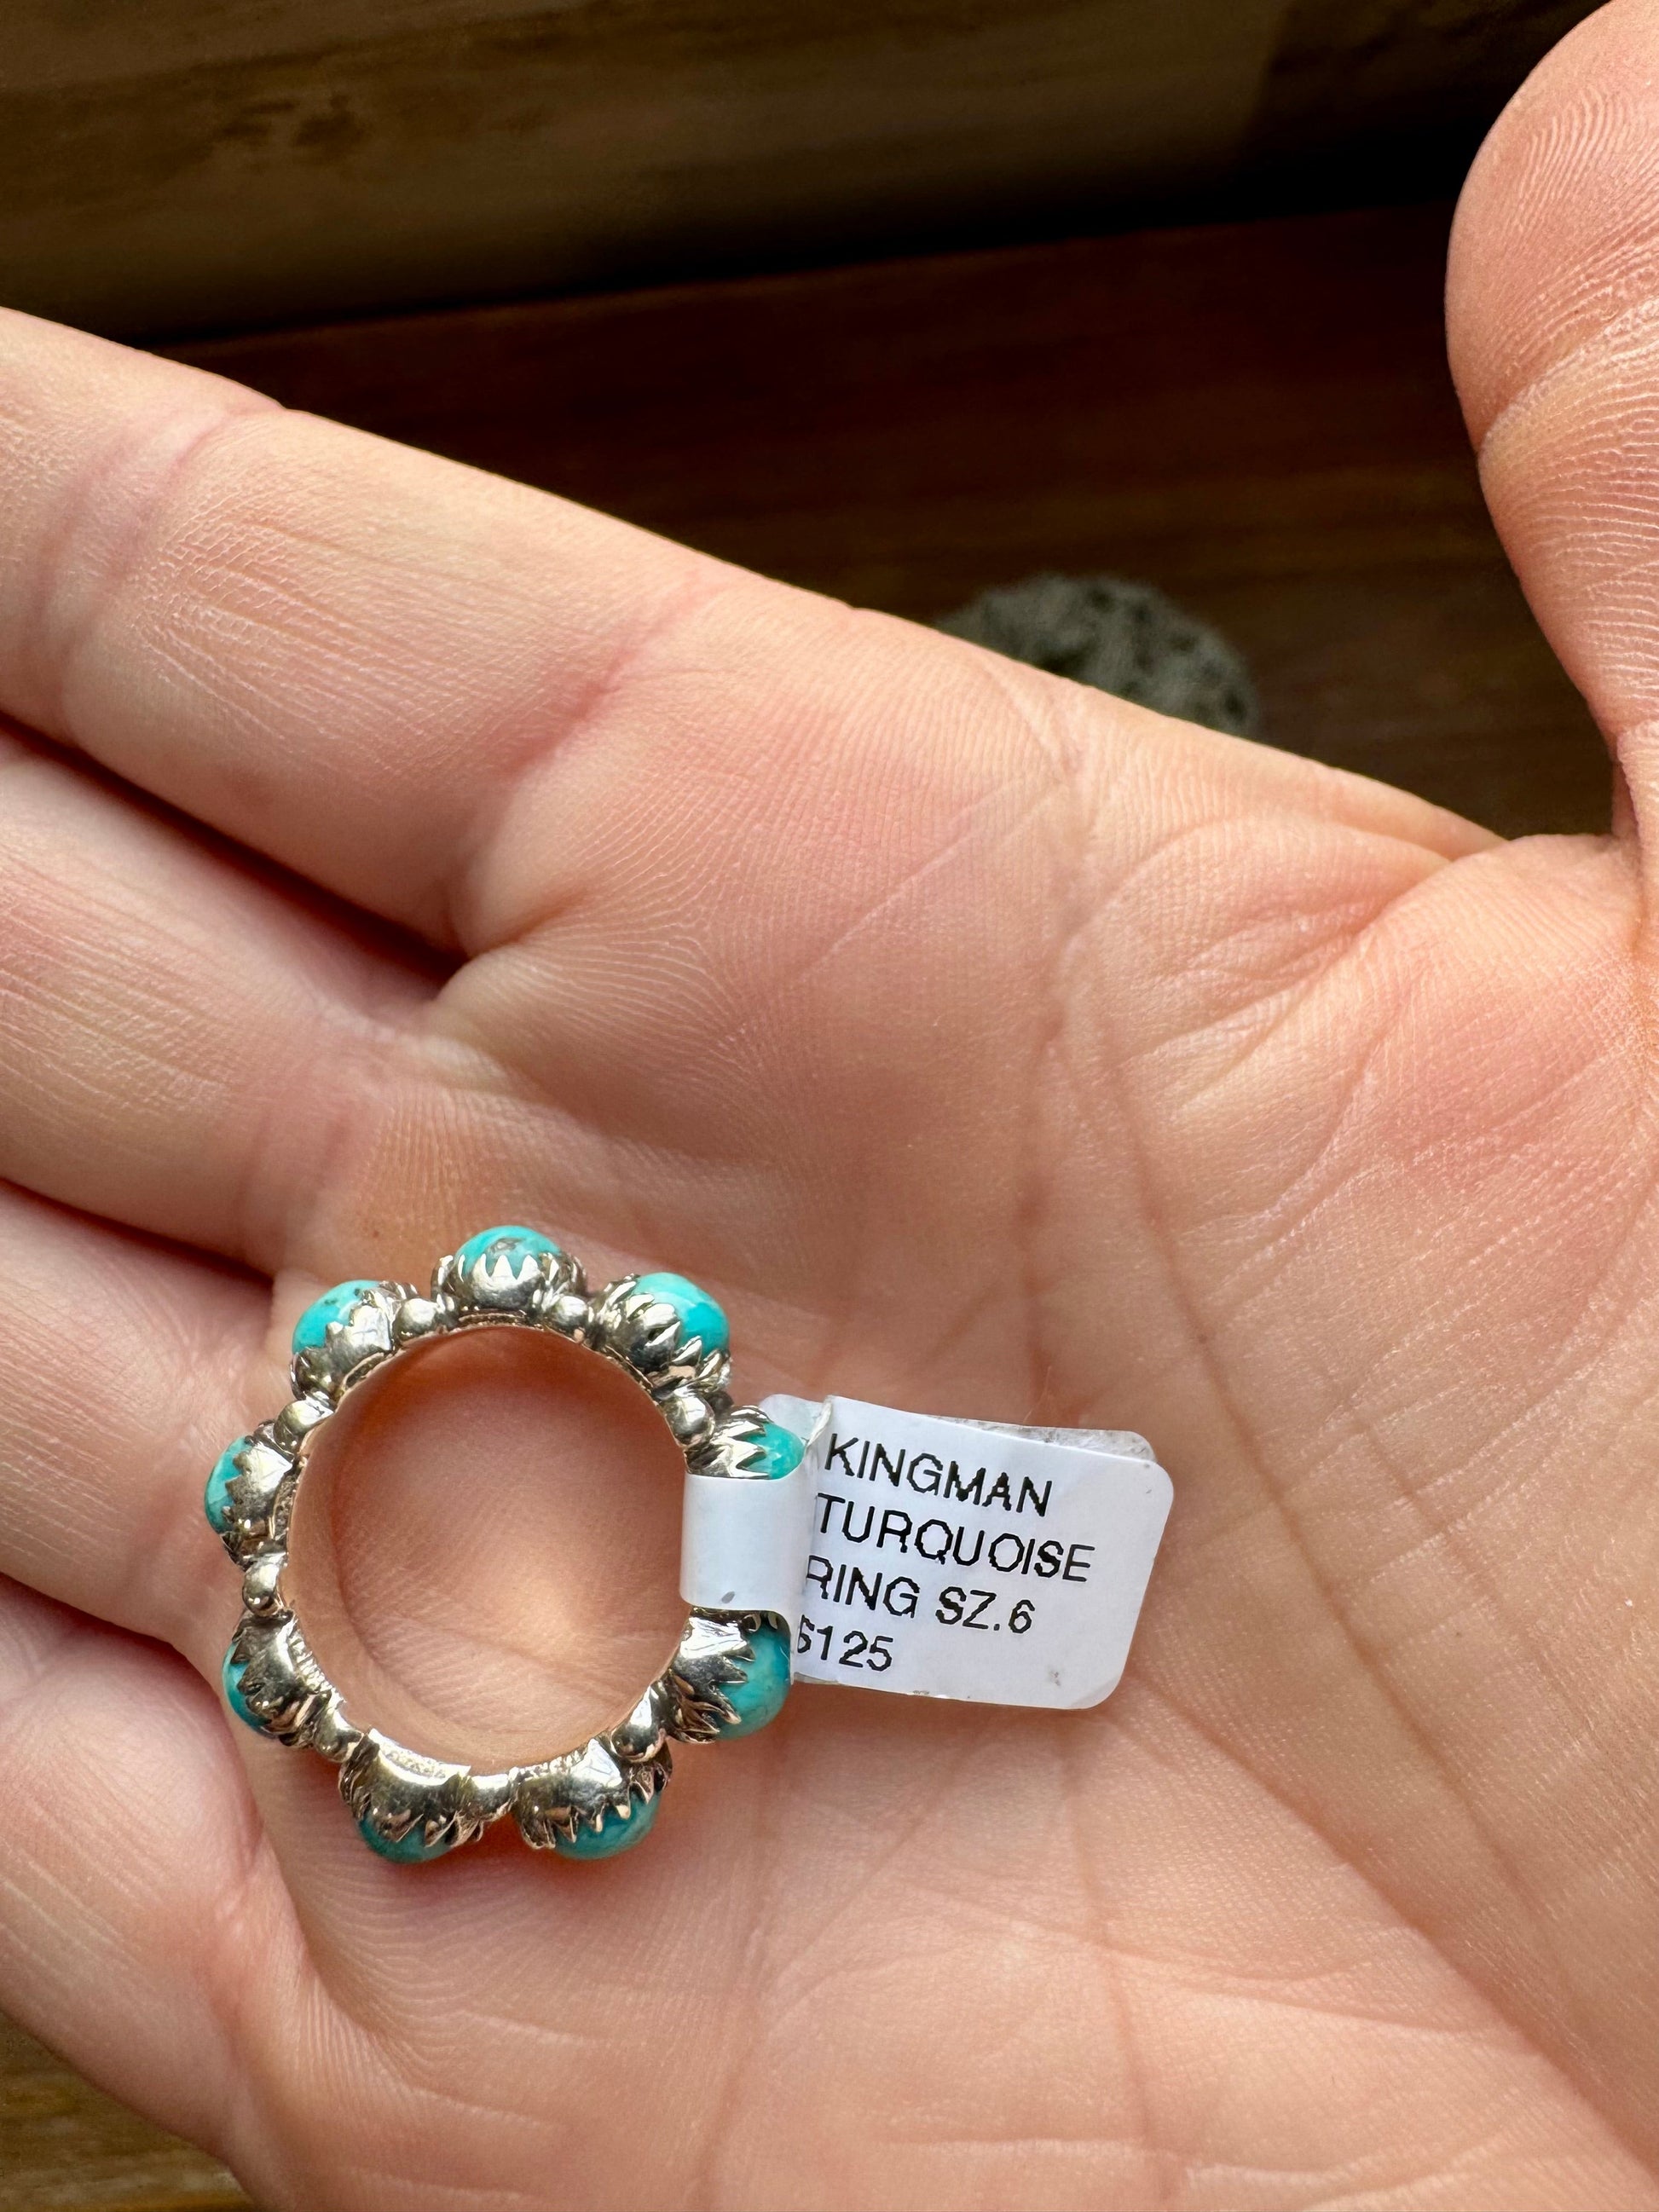 KINGMAN
TURQUOISE
RING SZ.6
$125